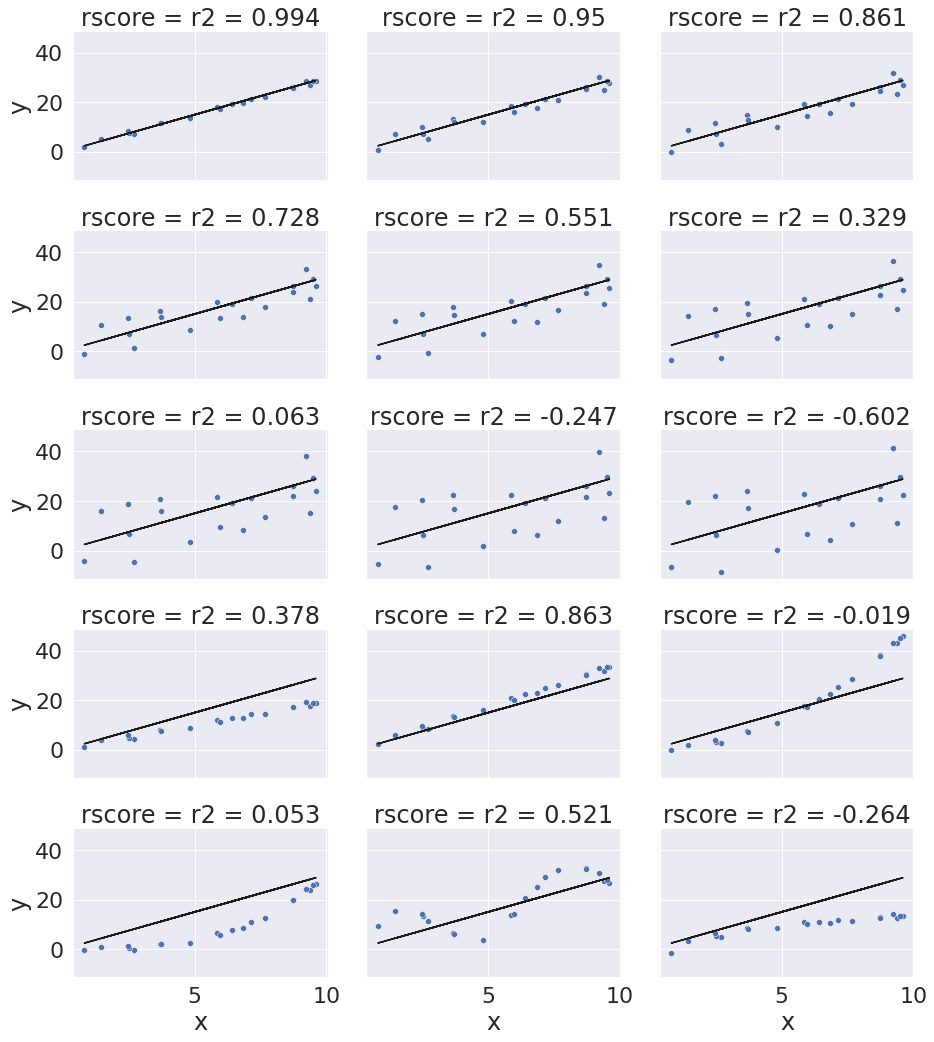 rscore = r2 = 0.994 rscore = r2 = 0.95 rscore = r2 = 0.861
40
20
0
y
rscore = r2 = 0.728 rscore = r2 = 0.551 rscore = r2 = 0.329
40
20
0
y
rscore = r2 = 0.063 rscore = r2 = -0.247 rscore = r2 = -0.602
40
20
0
y
rscore = r2 = 0.378 rscore = r2 = 0.863 rscore = r2 = -0.019
40
20
0
y
rscore = r2 = 0.053 rscore = r2 = 0.521 rscore = r2 = -0.264
40
20
0
y
5 10 5 10 5 10
x x x